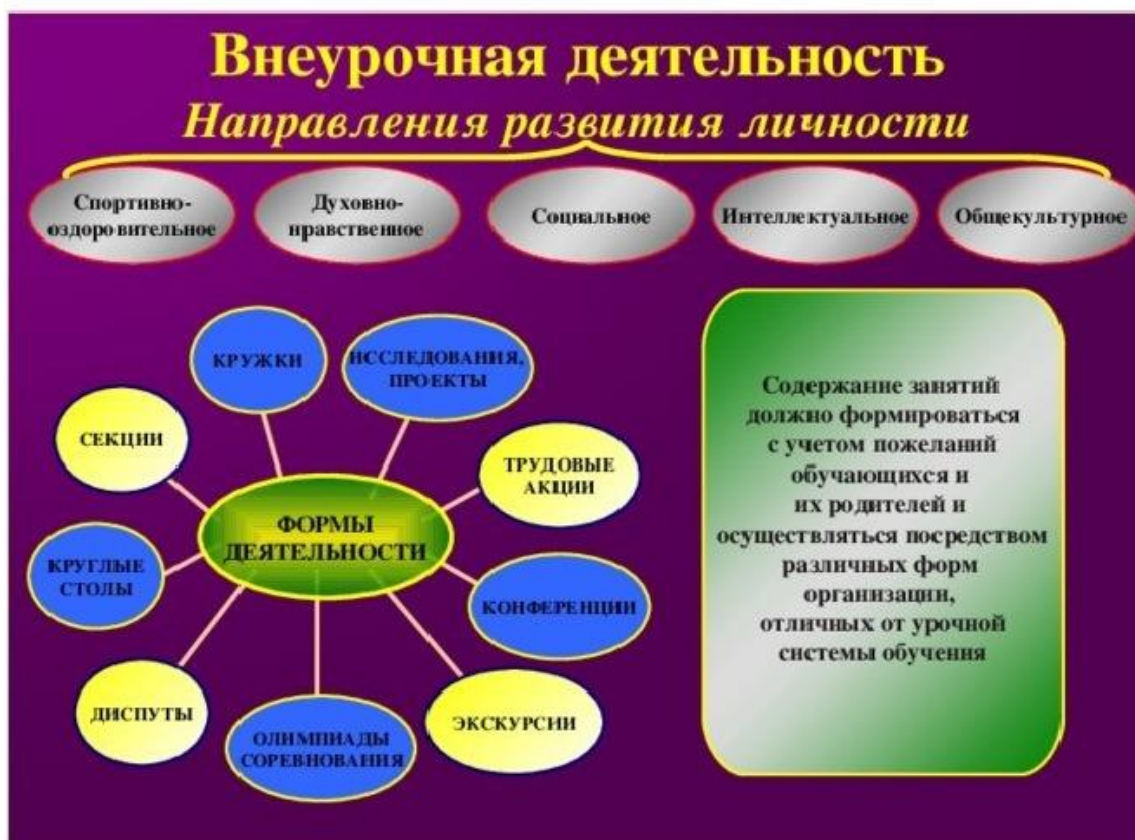 Внеурочная деятельность
Направления развития личности
Спортивно-
оздоровительное
Духовно-
нравственное
Социальное
Интеллектуальное
Общекультурное
КРУЖКИ
ИССЛЕДОВАНИЯ,
ПРОЕКТЫ
СЕКЦИИ
ТРУДОВЫЕ
АКЦИИ
ФОРМЫ
ДЕЯТЕЛЬНОСТИ
КРУГЛЫЕ
СТОЛЫ
КОНФЕРЕНЦИИ
ДИСПУТЫ
ОЛИМПИАДЫ
СОРЕВНОВАНИЯ
ЭКСКУРСИИ
Содержание занятий
должно формироваться
с учетом пожеланий
обучающихся и
их родителей и
осуществляться посредством
различных форм
организации,
отличных от урочной
системы обучения